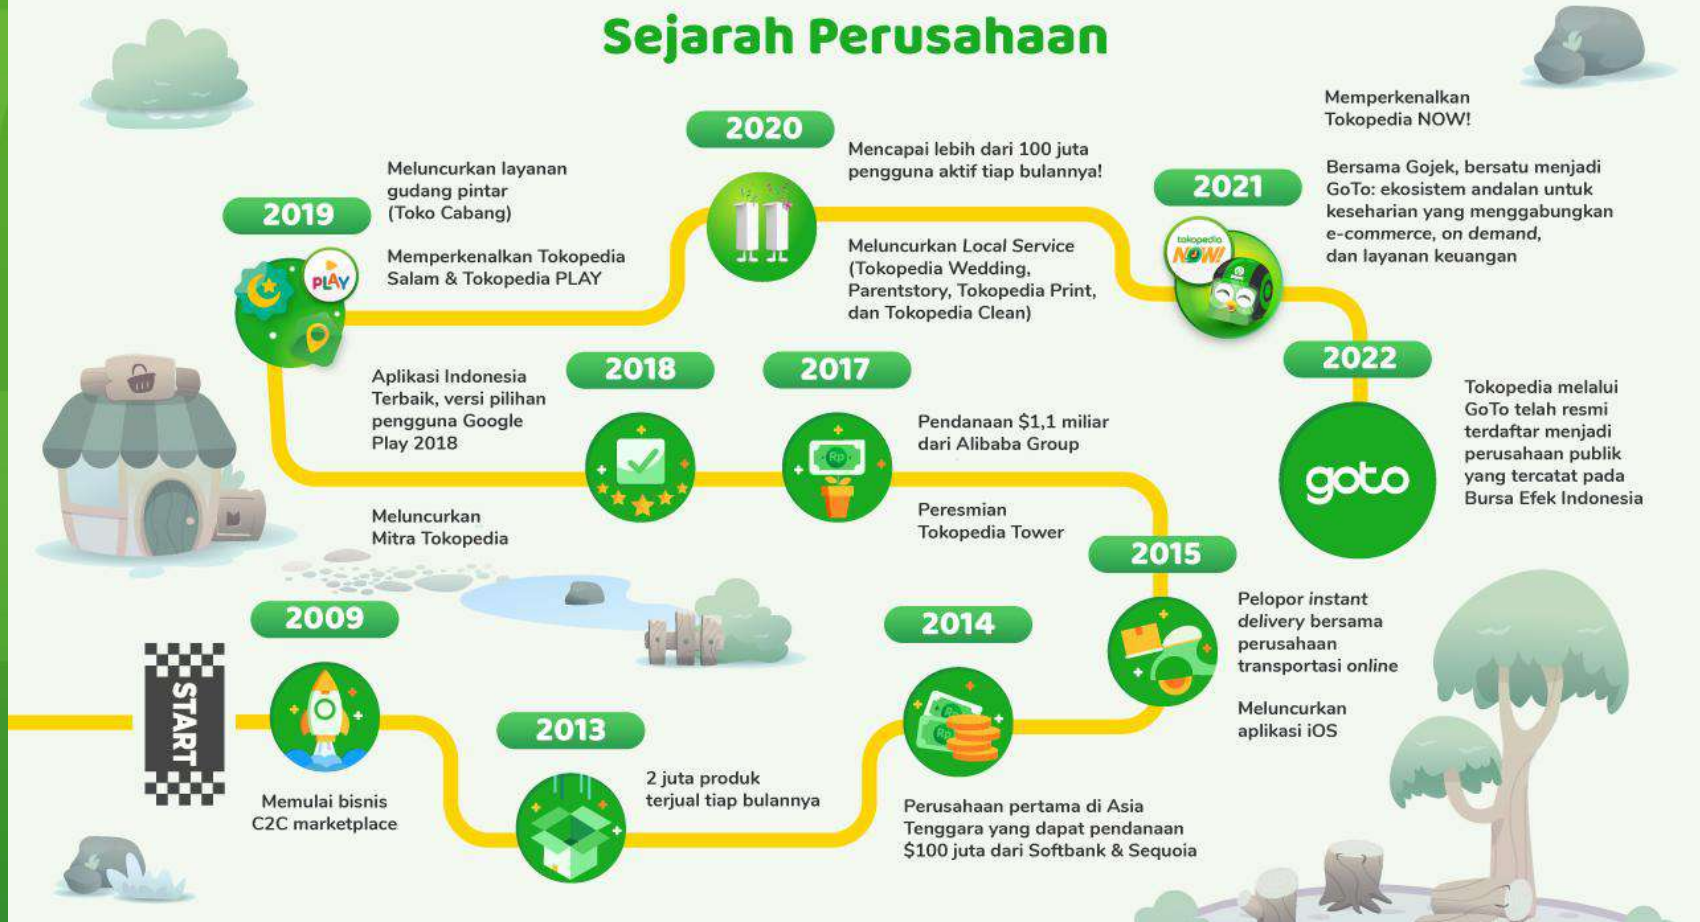 Sejarah Perusahaan
START
2009
Memulai bisnis
C2C marketplace
2013
2 juta produk
terjual tiap bulannya
2014
Perusahaan pertama di Asia
Tenggara yang dapat pendanaan
$100 juta dari Softbank & Sequoia
Rp
Rp
2015
Pelopor instant
delivery bersama
perusahaan
transportasi online
Meluncurkan
aplikasi iOS
2017
Rp
Pendanaan $1,1 miliar
dari Alibaba Group
Peresmian
Tokopedia Tower
2018
Aplikasi Indonesia
Terbaik, versi pilihan
pengguna Google
Play 2018
Meluncurkan
Mitra Tokopedia
2019
PLAY
Meluncurkan layanan
gudang pintar
(Toko Cabang)
Memperkenalkan Tokopedia
Salam & Tokopedia PLAY
2020
Mencapai lebih dari 100 juta
pengguna aktif tiap bulannya!
Meluncurkan Local Service
(Tokopedia Wedding,
Parentstory, Tokopedia Print,
dan Tokopedia Clean)
2021
tokopedia
NOW!
Memperkenalkan
Tokopedia NOW!
Bersama Gojek, bersatu menjadi
GoTo: ekosistem andalan untuk
keseharian yang menggabungkan
e-commerce, on demand,
dan layanan keuangan
2022
goto
Tokopedia melalui
GoTo telah resmi
terdaftar menjadi
perusahaan publik
yang tercatat pada
Bursa Efek Indonesia